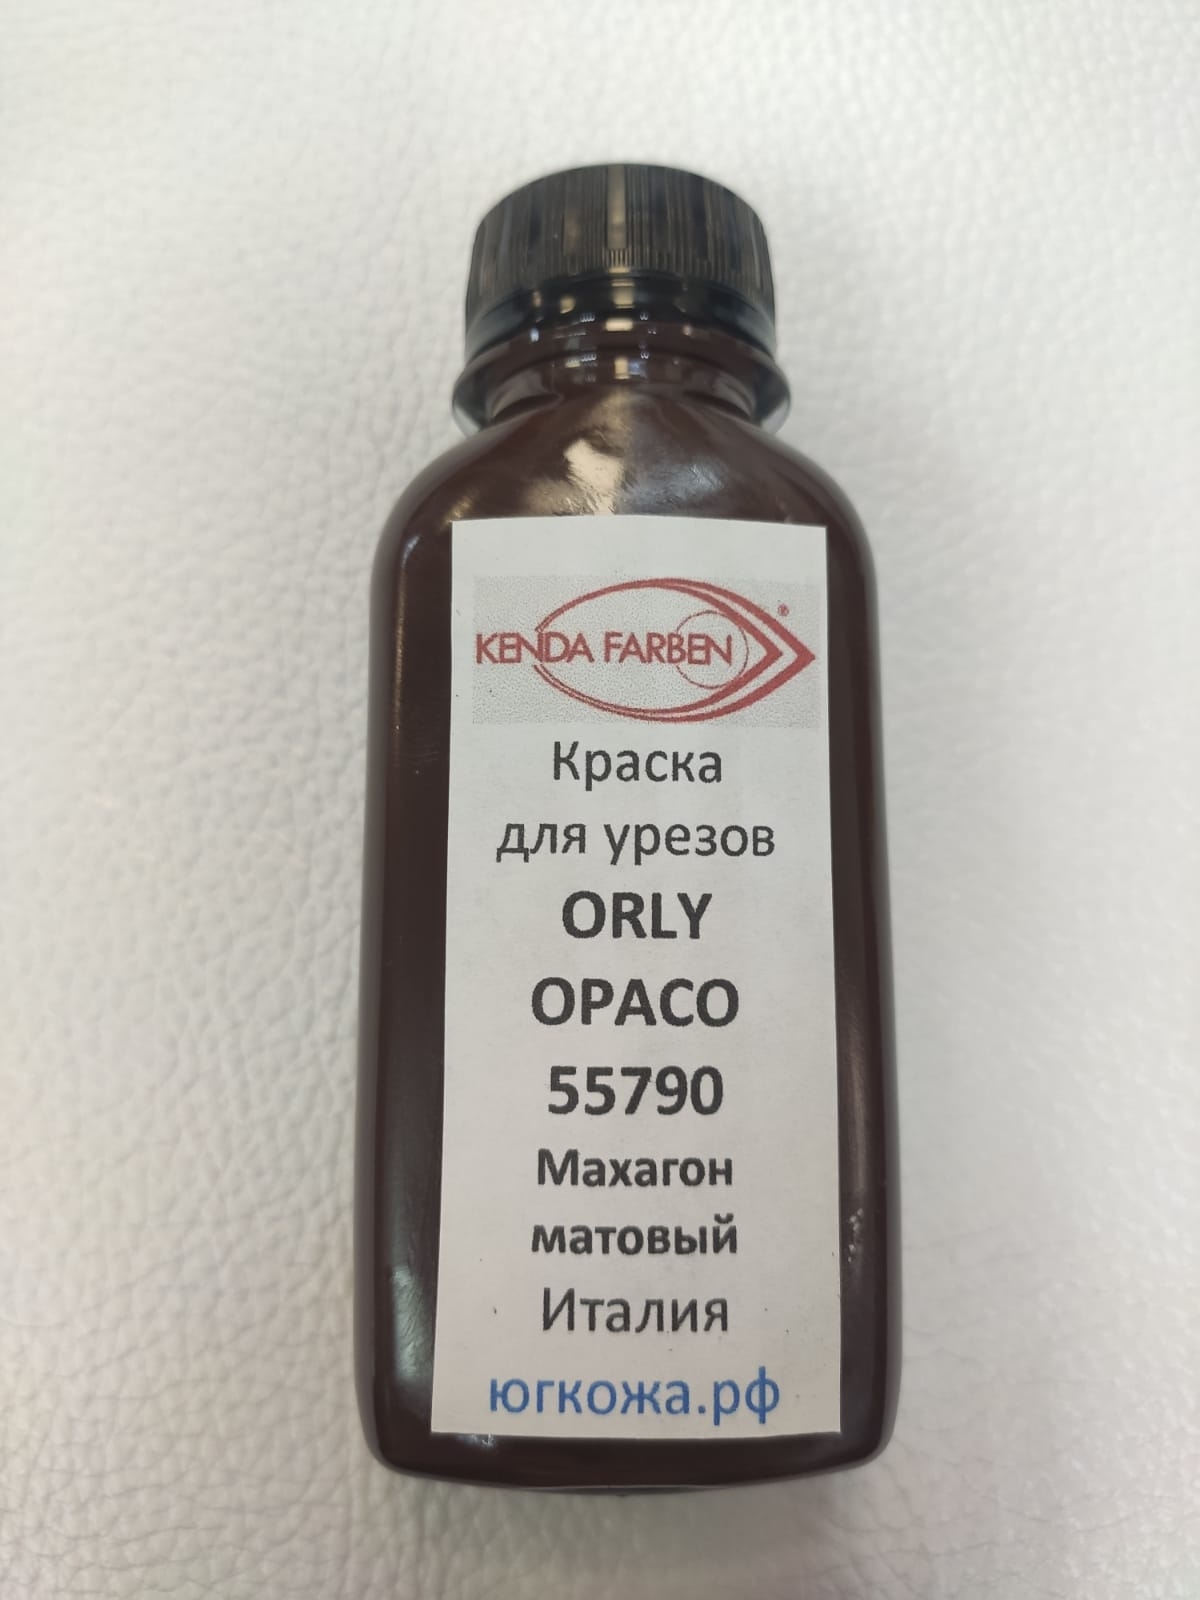 KENDA FARBEN ®
Краска
для урезов
ORLY
OPACO
55790
Махагон
матовый
Италия
югкожа.рф